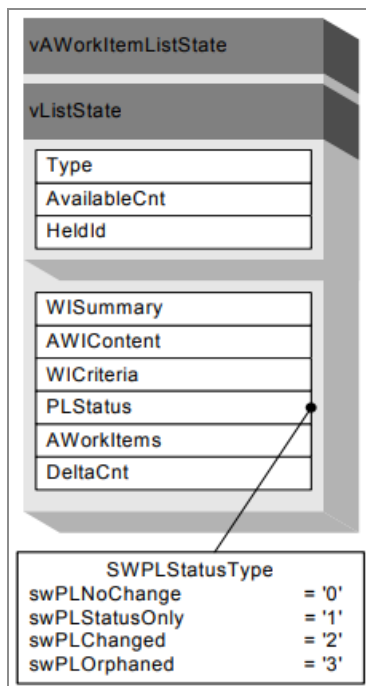 vAWorkItemListState
vListState
Type
AvailableCnt
HeldId
WISummary
AWIContent
WICriteria
PLStatus
AWorkItems
DeltaCnt
SWPLStatusType
swPLNoChange = '0'
swPLStatusOnly = '1'
swPLChanged = '2'
swPLOrphaned = '3'